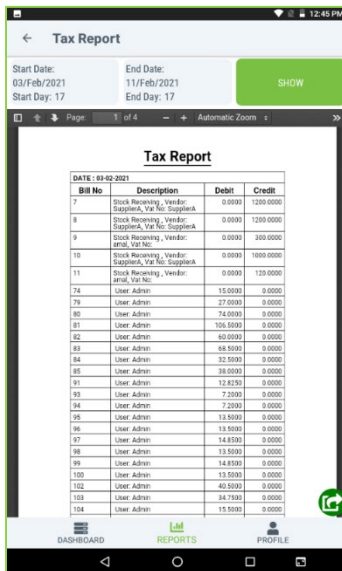 12:45 PM
Tax Report
Start Date: End Date:
03/Feb/2021 11/Feb/2021 SHOW
Start Day: 17 End Day: 17
Page: 1 of 4 − + Automatic Zoom
Tax Report
DATE : 03-02-2021
Bill No Description Debit Credit
7 Stock Receiving , Vendor: SupplierA, Vat No: SupplierA 0.0000 1200.0000
8 Stock Receiving , Vendor: SupplierA, Vat No: SupplierA 0.0000 1200.0000
9 Stock Receiving , Vendor: amal, Vat No: 0.0000 300.0000
10 Stock Receiving , Vendor: SupplierA, Vat No: SupplierA 0.0000 1000.0000
11 Stock Receiving , Vendor: amal, Vat No: 0.0000 120.0000
74 User: Admin 15.0000 0.0000
79 User: Admin 27.0000 0.0000
80 User: Admin 74.0000 0.0000
81 User: Admin 106.5000 0.0000
82 User: Admin 60.0000 0.0000
83 User: Admin 68.5000 0.0000
84 User: Admin 32.5000 0.0000
85 User: Admin 38.0000 0.0000
91 User: Admin 12.8250 0.0000
93 User: Admin 7.2000 0.0000
94 User: Admin 7.2000 0.0000
95 User: Admin 13.5000 0.0000
96 User: Admin 13.5000 0.0000
97 User: Admin 14.8500 0.0000
98 User: Admin 13.5000 0.0000
99 User: Admin 14.8500 0.0000
100 User: Admin 13.5000 0.0000
102 User: Admin 40.5000 0.0000
103 User: Admin 34.7500 0.0000
104 User: Admin 15.5000 0.0000
DASHBOARD REPORTS PROFILE